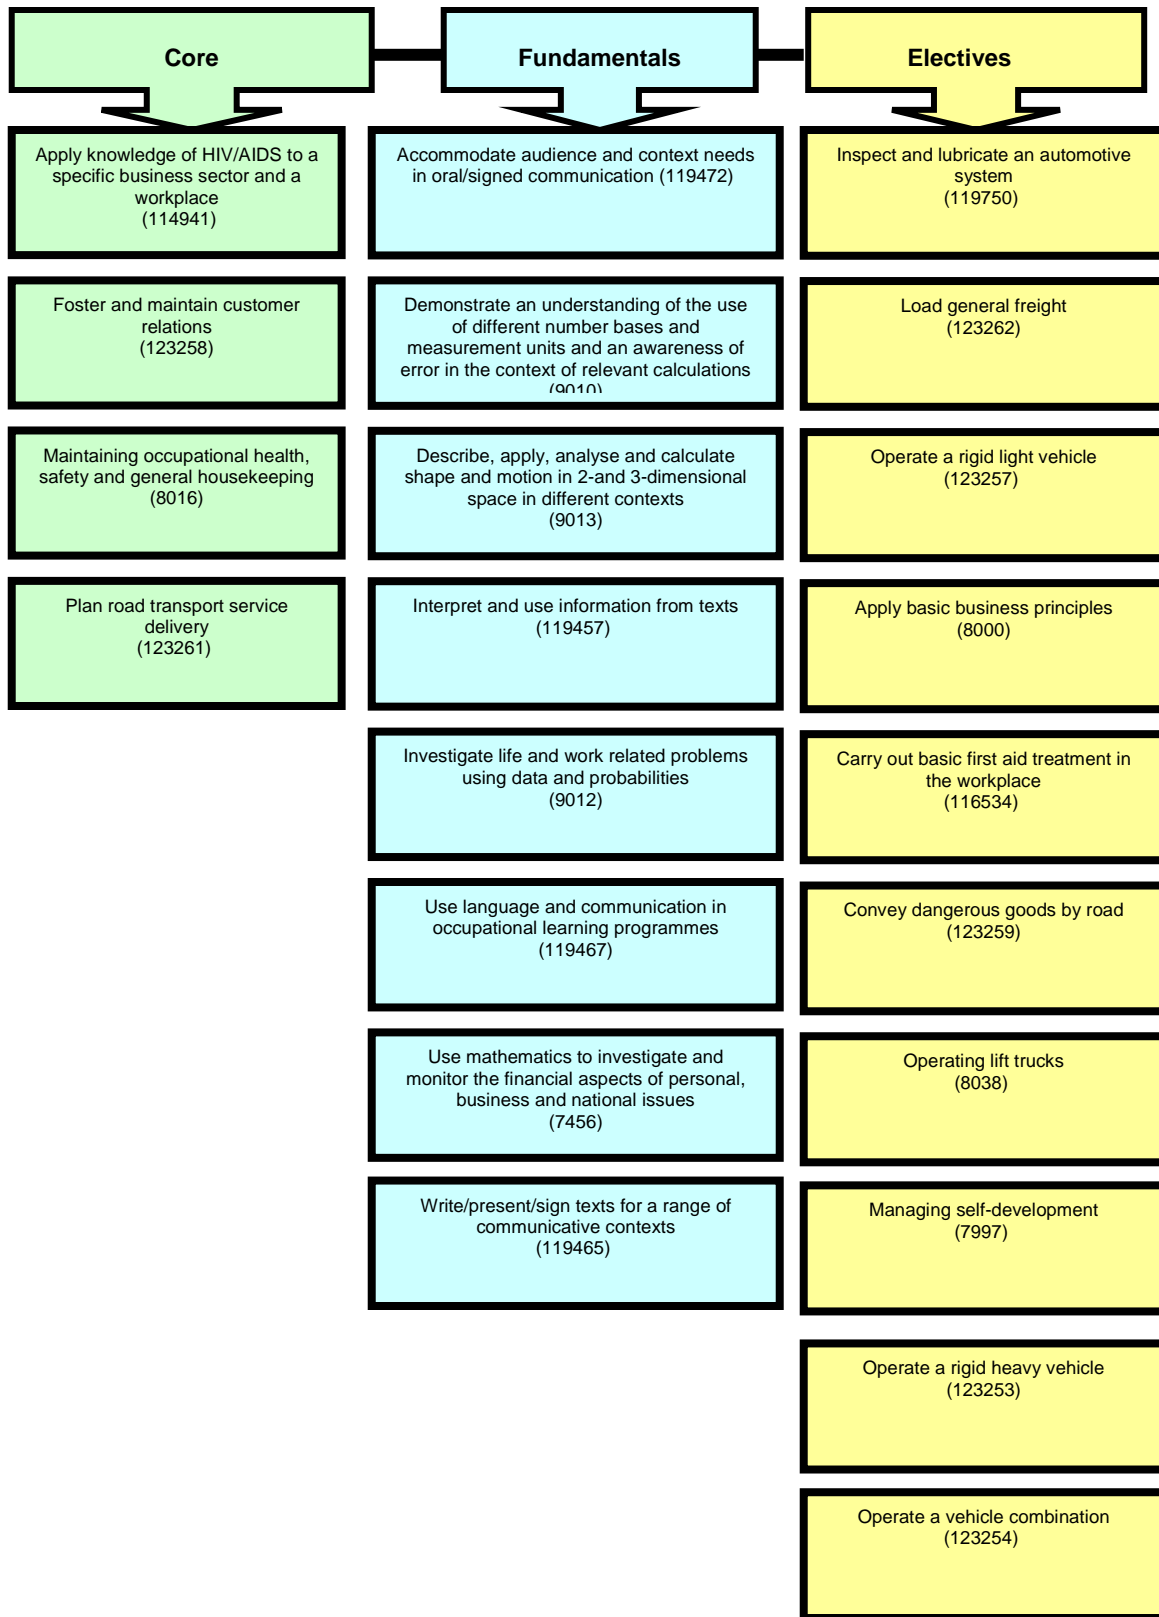 Core
Fundamentals
Electives
Apply knowledge of HIV/AIDS to a
specific business sector and a
workplace
(114941)
Foster and maintain customer
relations
(123258)
Maintaining occupational health,
safety and general housekeeping
(8016)
Plan road transport service
delivery
(123261)
Accommodate audience and context needs
in oral/signed communication (119472)
Demonstrate an understanding of the use
of different number bases and
measurement units and an awareness of
error in the context of relevant calculations
(9010)
Describe, apply, analyse and calculate
shape and motion in 2-and 3-dimensional
space in different contexts
(9013)
Interpret and use information from texts
(119457)
Investigate life and work related problems
using data and probabilities
(9012)
Use language and communication in
occupational learning programmes
(119467)
Use mathematics to investigate and
monitor the financial aspects of personal,
business and national issues
(7456)
Write/present/sign texts for a range of
communicative contexts
(119465)
Inspect and lubricate an automotive
system
(119750)
Load general freight
(123262)
Operate a rigid light vehicle
(123257)
Apply basic business principles
(8000)
Carry out basic first aid treatment in
the workplace
(116534)
Convey dangerous goods by road
(123259)
Operating lift trucks
(8038)
Managing self-development
(7997)
Operate a rigid heavy vehicle
(123253)
Operate a vehicle combination
(123254)